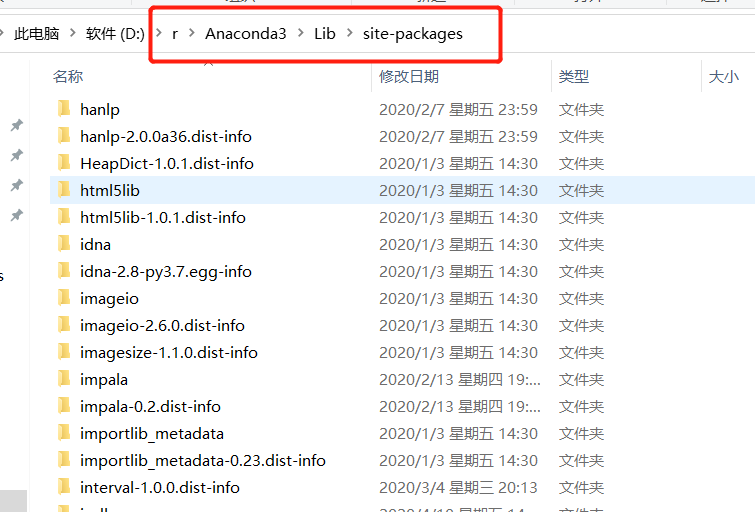 此电脑 > 软件 (D:) > r > Anaconda3 > Lib > site-packages
名称 修改日期 类型 大小
hanlp 2020/2/7 星期五 23:59 文件夹
hanlp-2.0.0a36.dist-info 2020/2/7 星期五 23:59 文件夹
HeapDict-1.0.1.dist-info 2020/1/3 星期五 14:30 文件夹
html5lib 2020/1/3 星期五 14:30 文件夹
html5lib-1.0.1.dist-info 2020/1/3 星期五 14:30 文件夹
idna 2020/1/3 星期五 14:30 文件夹
idna-2.8-py3.7.egg-info 2020/1/3 星期五 14:30 文件夹
imageio 2020/1/3 星期五 14:30 文件夹
imageio-2.6.0.dist-info 2020/1/3 星期五 14:30 文件夹
imagesize-1.1.0.dist-info 2020/1/3 星期五 14:30 文件夹
impala 2020/2/13 星期四 19:... 文件夹
impala-0.2.dist-info 2020/2/13 星期四 19:... 文件夹
importlib_metadata 2020/1/3 星期五 14:30 文件夹
importlib_metadata-0.23.dist-info 2020/1/3 星期五 14:30 文件夹
interval-1.0.0.dist-info 2020/3/4 星期三 20:13 文件夹